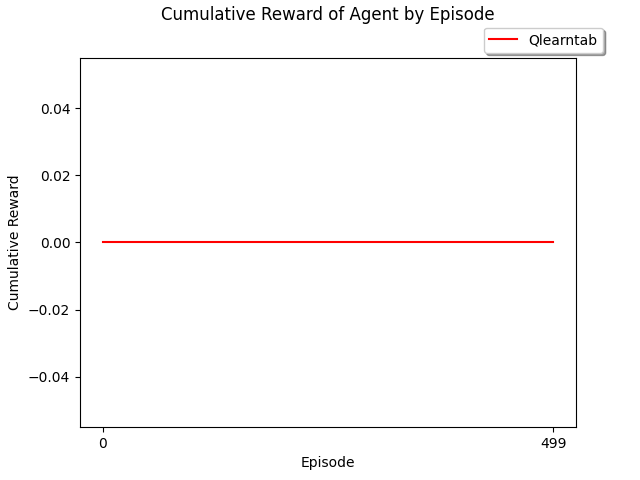 Cumulative Reward of Agent by Episode
Qlearntab
0.04
0.02
0.00
−0.02
−0.04
Cumulative Reward
0
499
Episode